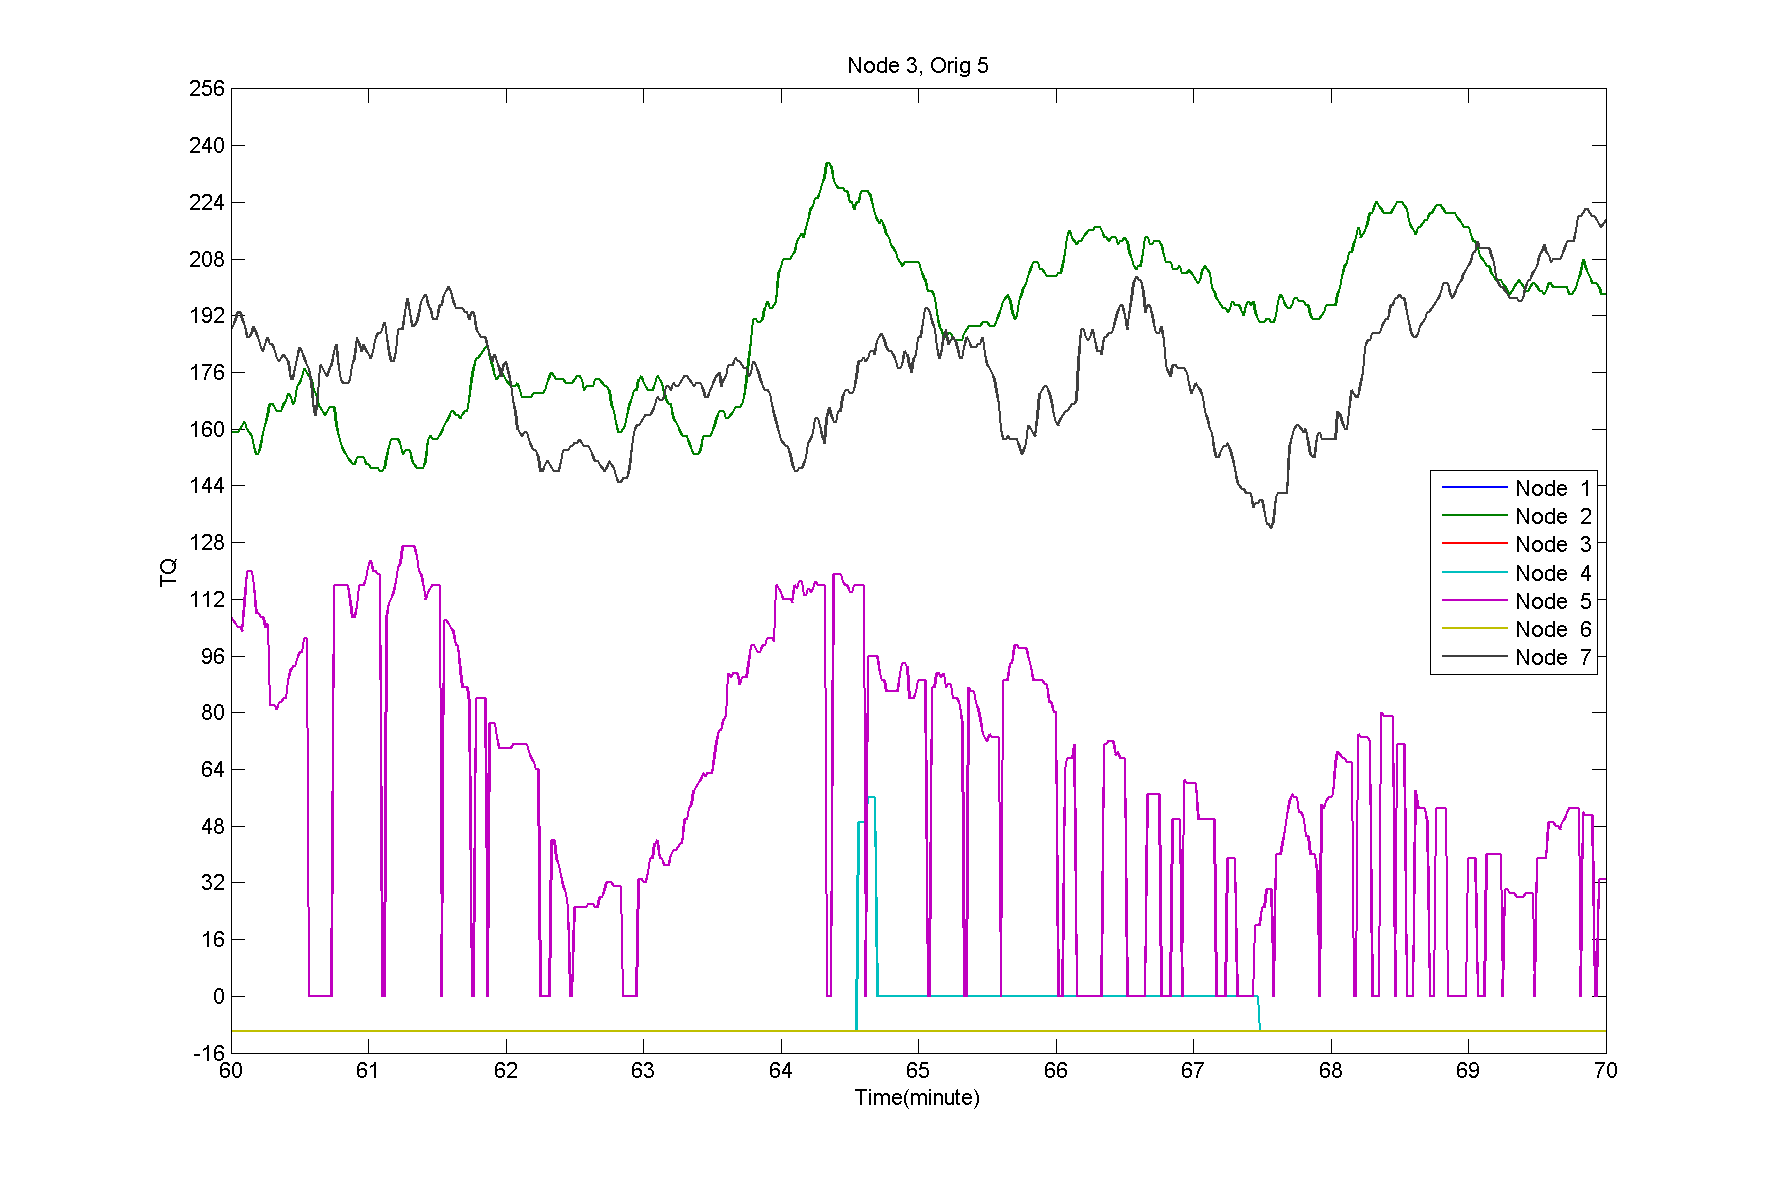 Node 3, Orig 5
256
240
224
208
192
176
160
144
128
112
96
80
64
48
32
16
0
-16
TQ
Node 1
Node 2
Node 3
Node 4
Node 5
Node 6
Node 7
60 61 62 63 64 65 66 67 68 69 70
Time(minute)